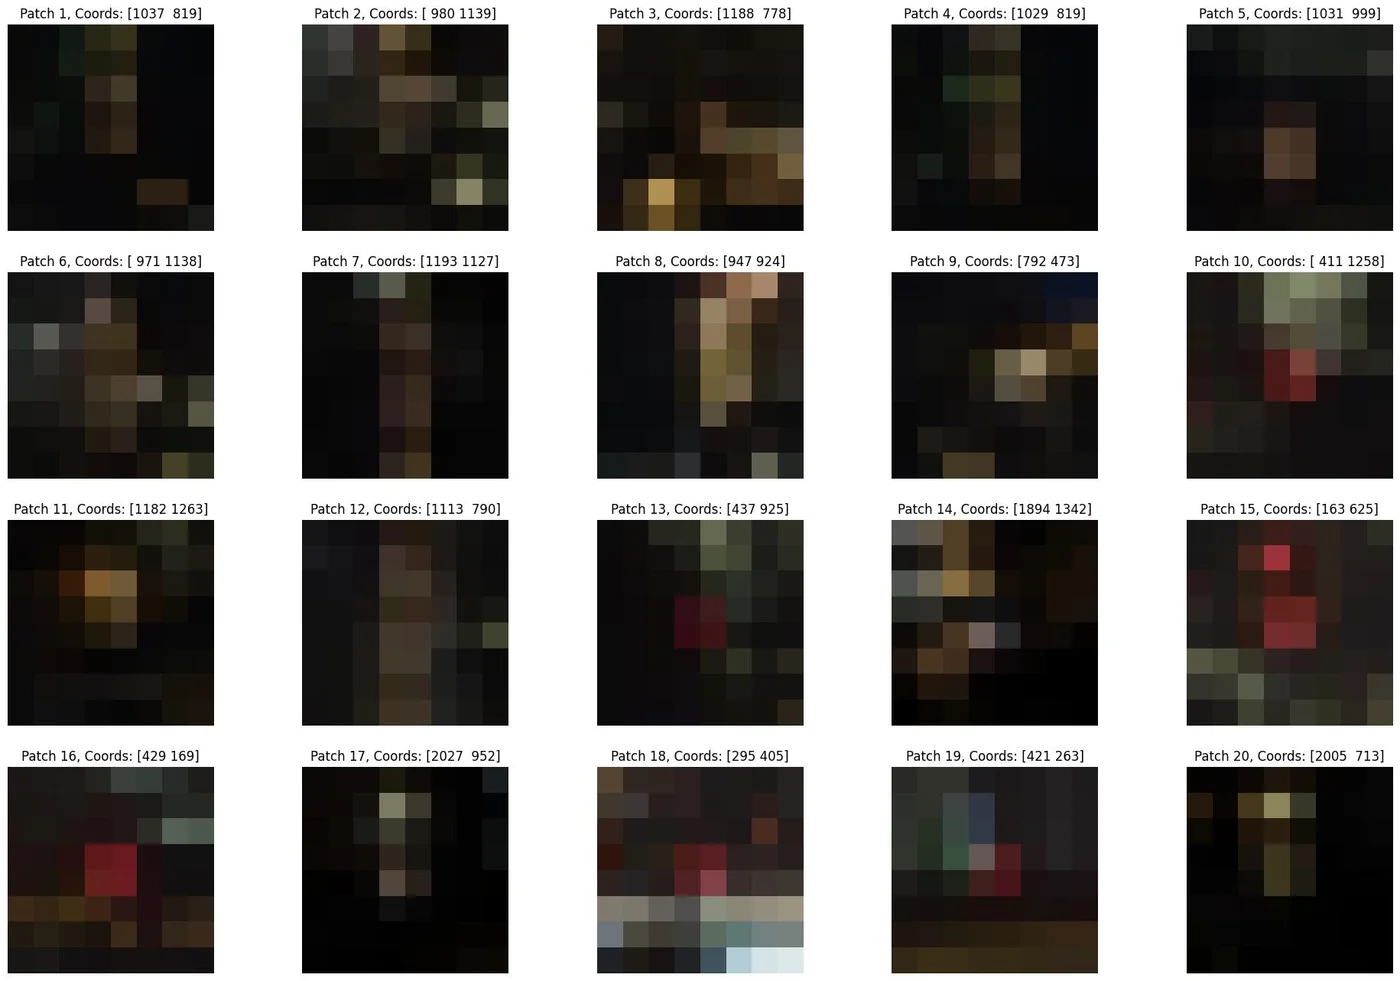 Patch 1, Coords: [1037  819]
Patch 2, Coords: [ 980 1139]
Patch 3, Coords: [1188  778]
Patch 4, Coords: [1029  819]
Patch 5, Coords: [1031  999]
Patch 6, Coords: [ 971 1138]
Patch 7, Coords: [1193 1127]
Patch 8, Coords: [947 924]
Patch 9, Coords: [792 473]
Patch 10, Coords: [ 411 1258]
Patch 11, Coords: [1182 1263]
Patch 12, Coords: [1113  790]
Patch 13, Coords: [437 925]
Patch 14, Coords: [1894 1342]
Patch 15, Coords: [163 625]
Patch 16, Coords: [429 169]
Patch 17, Coords: [2027  952]
Patch 18, Coords: [295 405]
Patch 19, Coords: [421 263]
Patch 20, Coords: [2005  713]